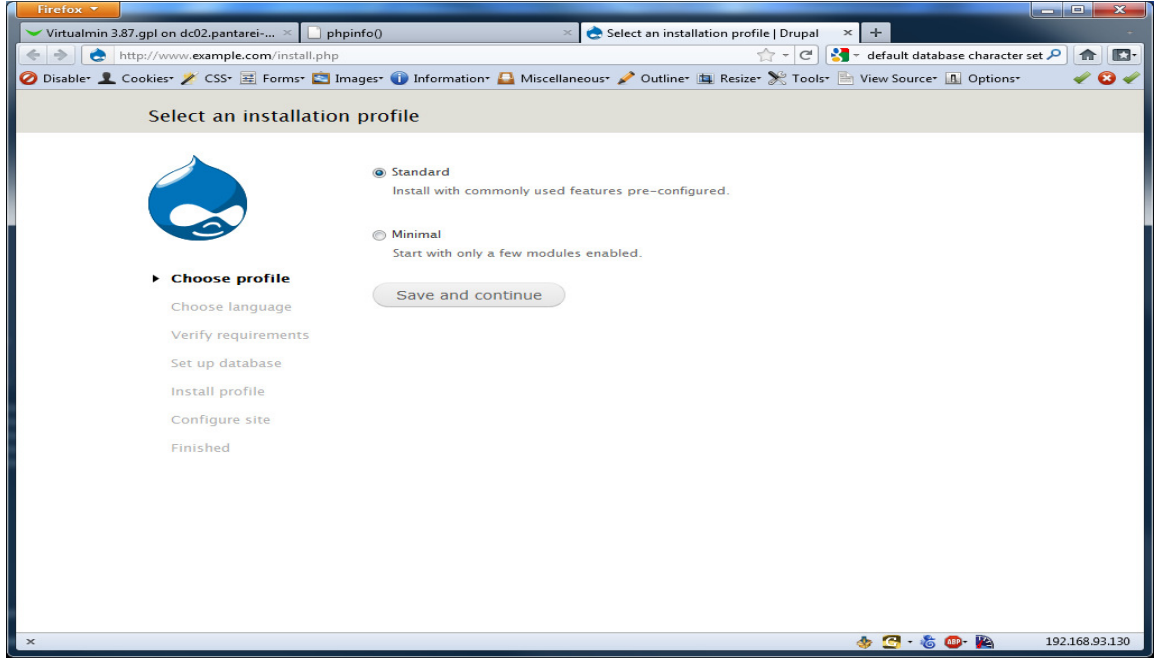 Firefox
Virtualmin 3.87.gpl on dc02.pantarei-... phpinfo() Select an installation profile | Drupal
http://www.example.com/install.php default database character set
Disable Cookies CSS Forms Images Information Miscellaneous Outline Resize Tools View Source Options
Select an installation profile
Standard
Install with commonly used features pre-configured.
Minimal
Start with only a few modules enabled.
Save and continue
Choose profile
Choose language
Verify requirements
Set up database
Install profile
Configure site
Finished
ABP 192.168.93.130